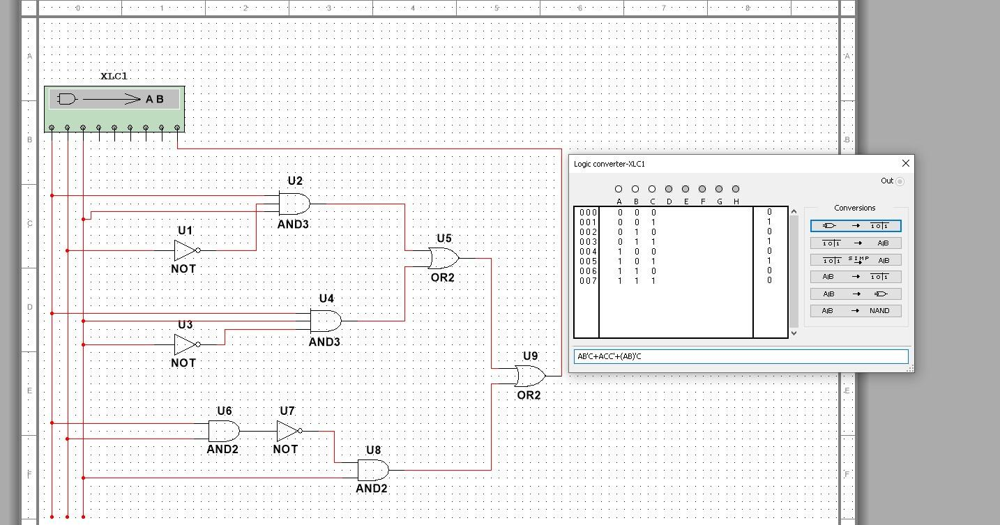 0 1 2 3 4 5 6 7 8
A A
XLC1
A B
B B
Logic converter-XLC1
Out
U2
A B C D E F G H
AND3
C
U1
NOT
Conversions
000 0 0 0 0
001 0 0 1 1
002 0 1 0 0
003 0 1 1 1
004 1 0 0 0
005 1 0 1 1
006 1 1 0 0
007 1 1 1 0
1 0 1
1 0 1 A|B
1 0 1 SIMP A|B
A|B 1 0 1
A|B
A|B NAND
AB'C+ACC'+(AB)'C
U5
OR2
D
U4
AND3
U3
NOT
U9
OR2
E E
U6 U7
AND2 NOT
U8
AND2
F F